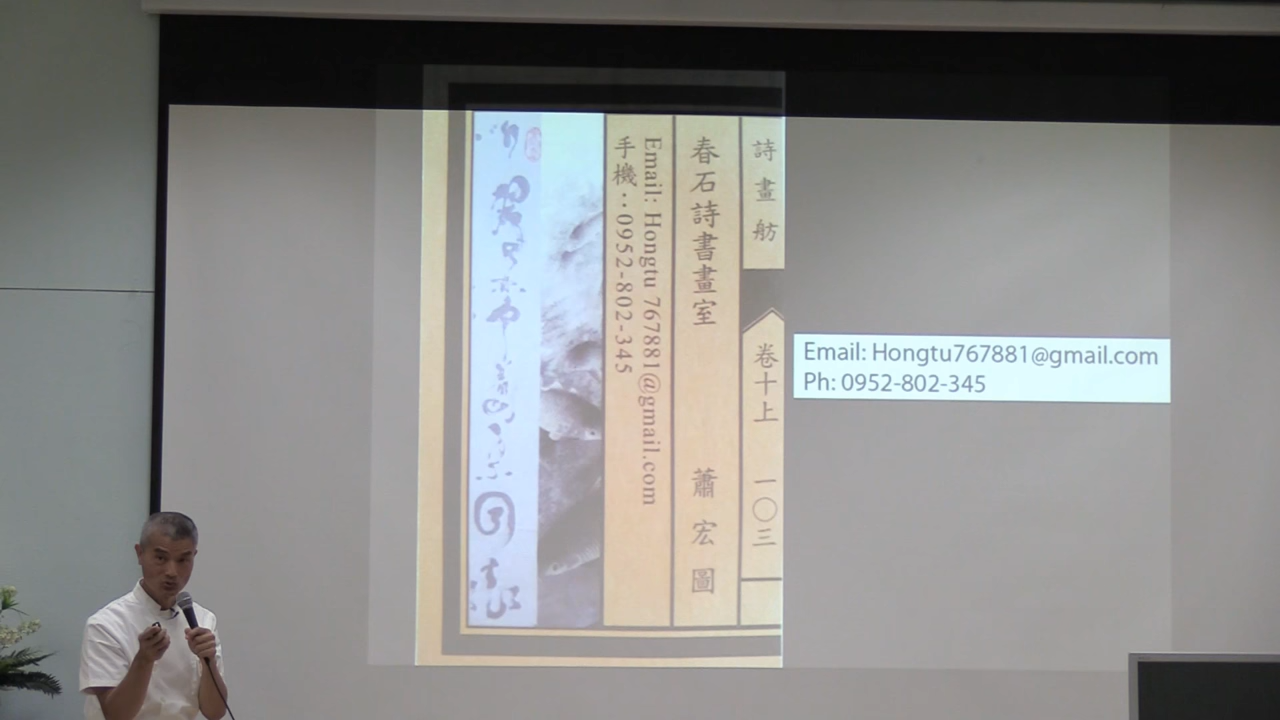 詩畫舫
卷十上
一〇三
春石詩書畫室
蕭宏圖
Email: Hongtu 767881@gmail.com
手機：0952-802-345
Email: Hongtu767881@gmail.com
Ph: 0952-802-345